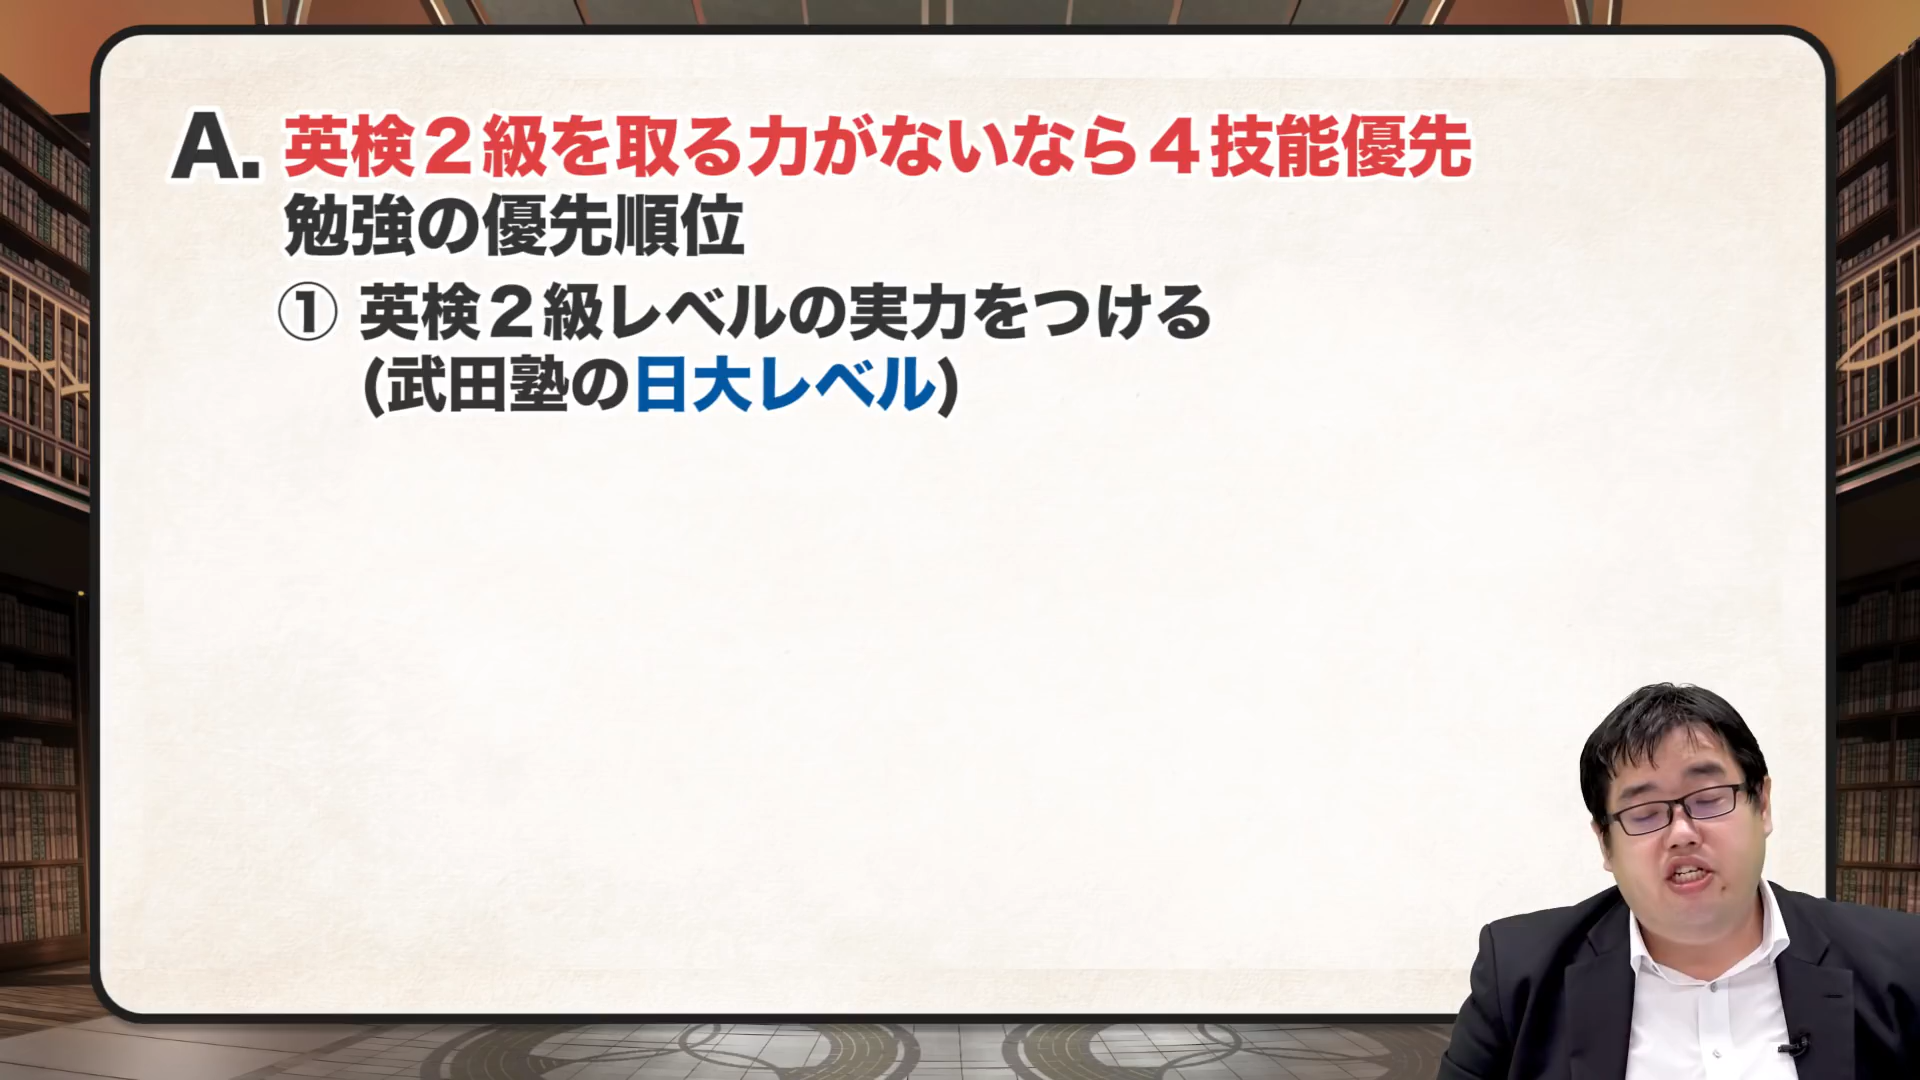 A. 英検２級を取る力がないなら４技能優先
勉強の優先順位
① 英検２級レベルの実力をつける
(武田塾の日大レベル)